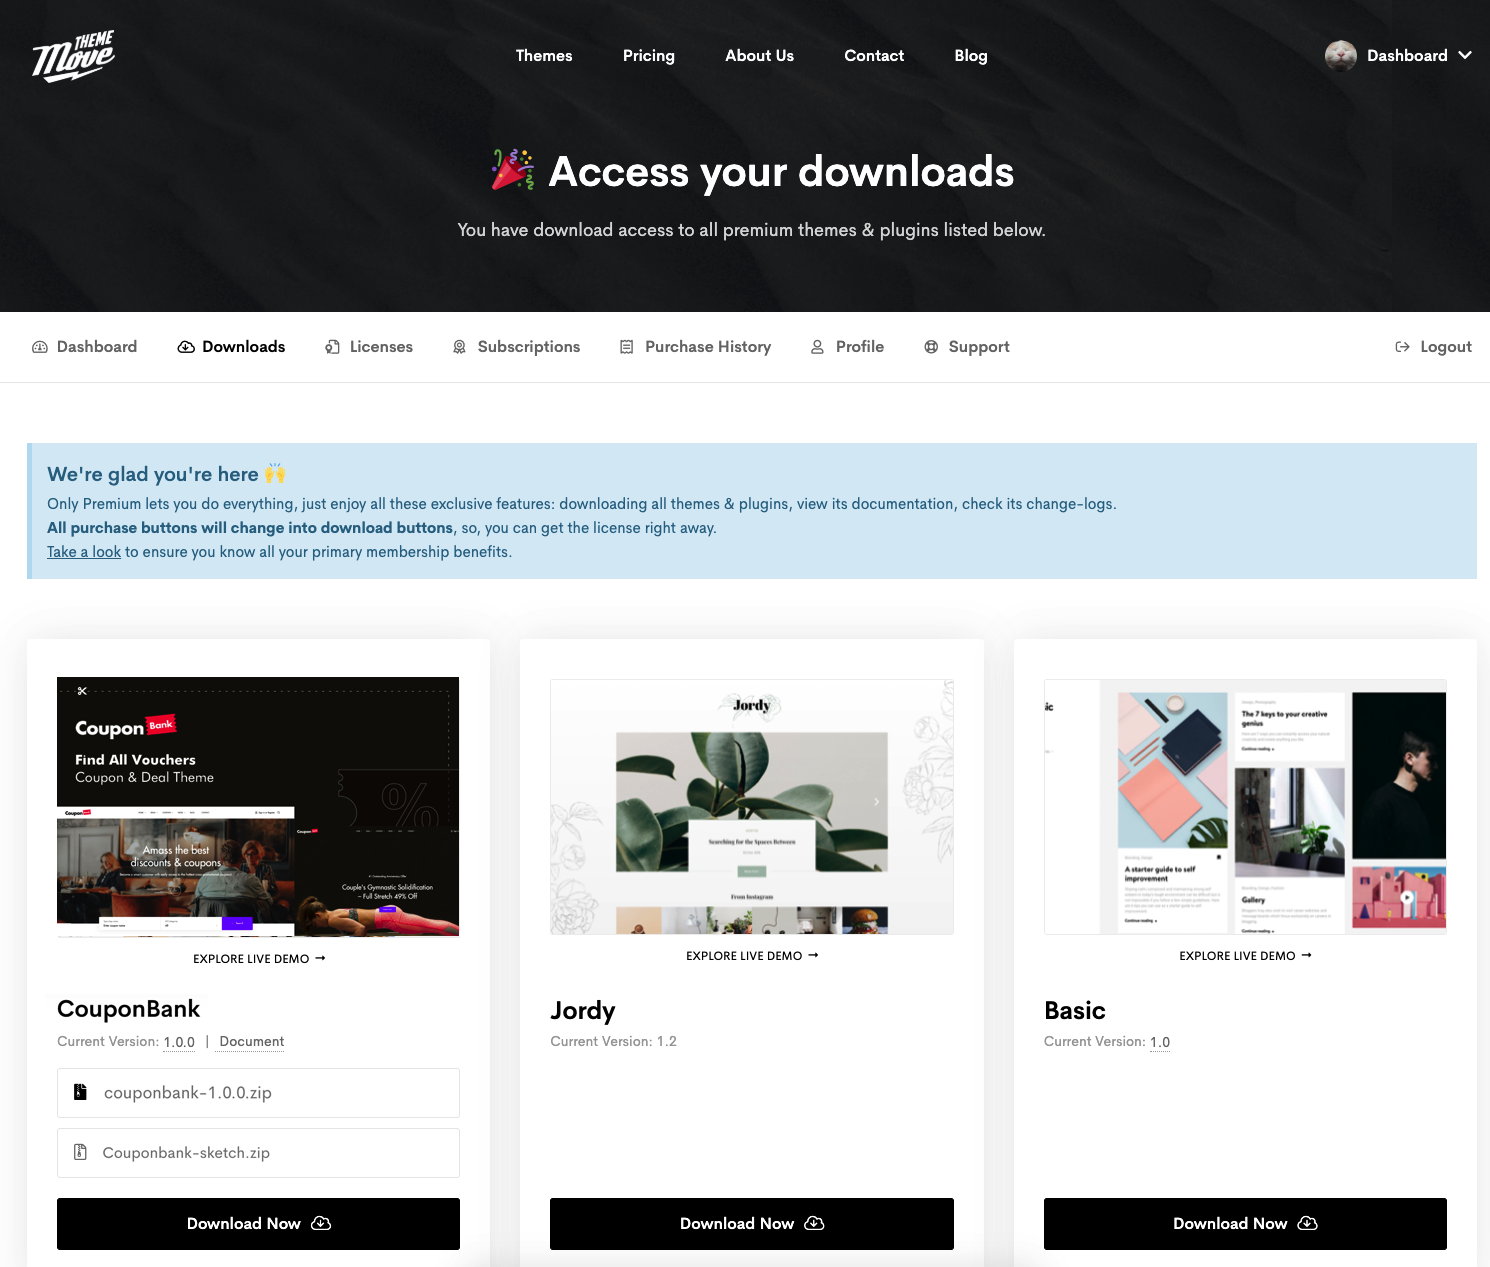 THEME
Move
Themes
Pricing
About Us
Contact
Blog
Dashboard
Access your downloads
You have download access to all premium themes & plugins listed below.
Dashboard
Downloads
Licenses
Subscriptions
Purchase History
Profile
Support
Logout
We're glad you're here
Only Premium lets you do everything, just enjoy all these exclusive features: downloading all themes & plugins, view its documentation, check its change-logs.
All purchase buttons will change into download buttons, so, you can get the license right away.
Take a look to ensure you know all your primary membership benefits.
Coupon Bank
Find All Vouchers
Coupon & Deal Theme
%
Amass the best
discounts & coupons
Couple's Gymnastic Solidification
– Full Stretch 49% Off
EXPLORE LIVE DEMO →
CouponBank
Current Version: 1.0.0 | Document
couponbank-1.0.0.zip
Couponbank-sketch.zip
Download Now
Jordy
Searching for the Spaces Between
From Instagram
EXPLORE LIVE DEMO →
Jordy
Current Version: 1.2
Download Now
The 7 keys to your creative
genius
Continue reading
A starter guide to self
improvement
Continue reading
Gallery
Continue reading
EXPLORE LIVE DEMO →
Basic
Current Version: 1.0
Download Now